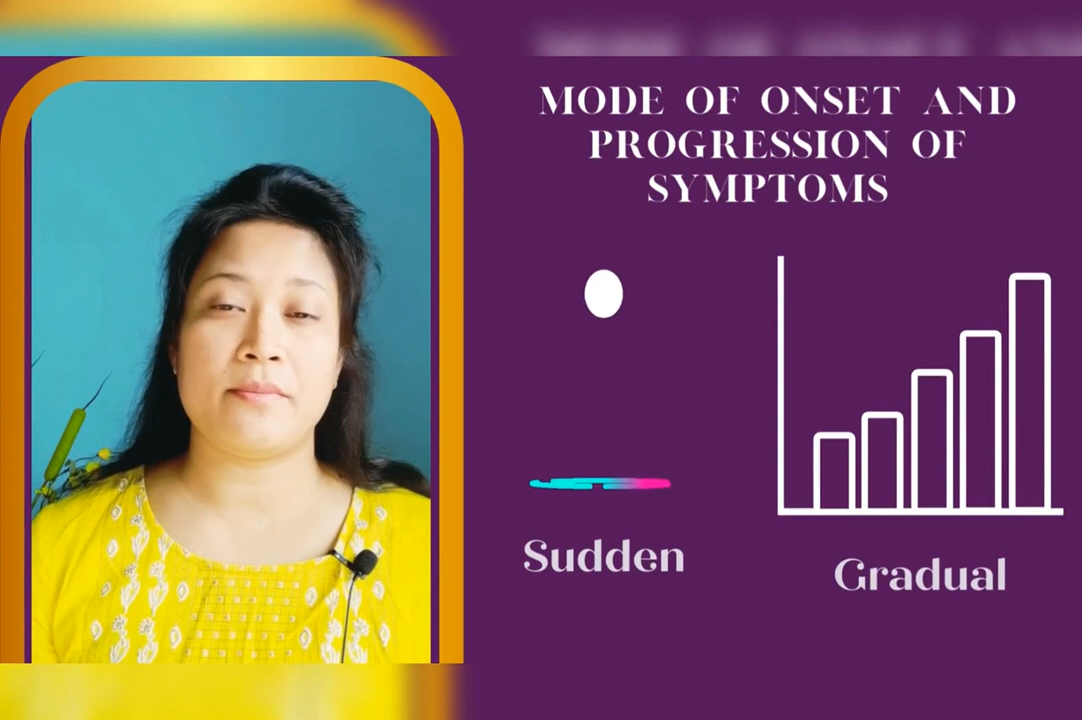 MODE OF ONSET AND
PROGRESSION OF
SYMPTOMS
Sudden
Gradual